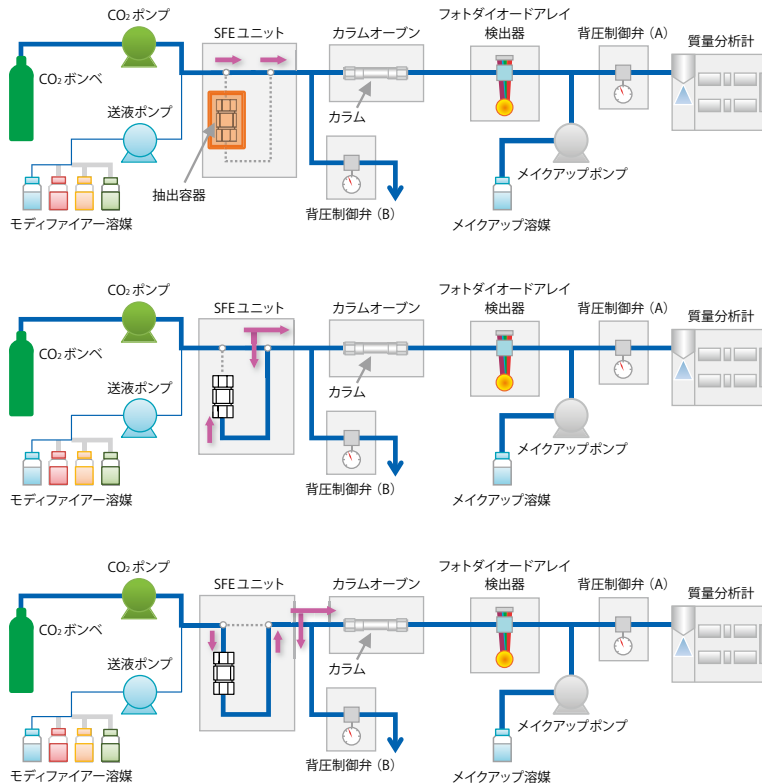 CO₂ポンプ
SFEユニット
カラムオーブン
フォトダイオードアレイ
検出器
背圧制御弁（A）
質量分析計
CO₂ボンベ
送液ポンプ
カラム
メイクアップポンプ
抽出容器
背圧制御弁（B）
モディファイアー溶媒
メイクアップ溶媒
CO₂ポンプ
SFEユニット
カラムオーブン
フォトダイオードアレイ
検出器
背圧制御弁（A）
質量分析計
CO₂ボンベ
送液ポンプ
カラム
メイクアップポンプ
背圧制御弁（B）
モディファイアー溶媒
メイクアップ溶媒
CO₂ポンプ
SFEユニット
カラムオーブン
フォトダイオードアレイ
検出器
背圧制御弁（A）
質量分析計
CO₂ボンベ
送液ポンプ
カラム
メイクアップポンプ
背圧制御弁（B）
モディファイアー溶媒
メイクアップ溶媒